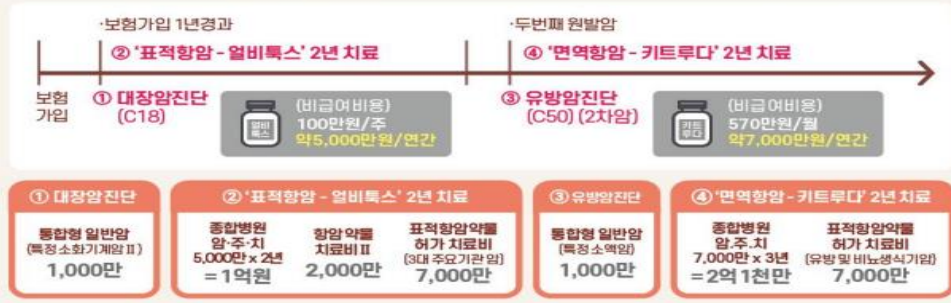 ·보험가입 1년경과
·두번째 원발암
② '표적항암 - 얼비툭스' 2년 치료
④ '면역항암 - 키트루다' 2년 치료
보험
가입
① 대장암진단
(C18)
얼비
툭스
(비급여비용)
100만원/주
약5,000만원/연간
③ 유방암진단
(C50) (2차암)
키트
루다
(비급여비용)
570만원/월
약7,000만원/연간
① 대장암진단
통합형 일반암
(특정 소화기계암Ⅱ)
1,000만
② '표적항암 - 얼비툭스' 2년 치료
종합병원
암·주·치
5,000만 x 2년
= 1억원
항암약물
치료비Ⅱ
2,000만
표적항암약물
허가 치료비
(3대 주요기관 암)
7,000만
③ 유방암진단
통합형 일반암
(특정소액암)
1,000만
④ '면역항암 - 키트루다' 2년 치료
종합병원
암.주.치
7,000만 x 3년
= 2억 1천만
표적항암약물
허가 치료비
(유방 및 비뇨생식기암)
7,000만